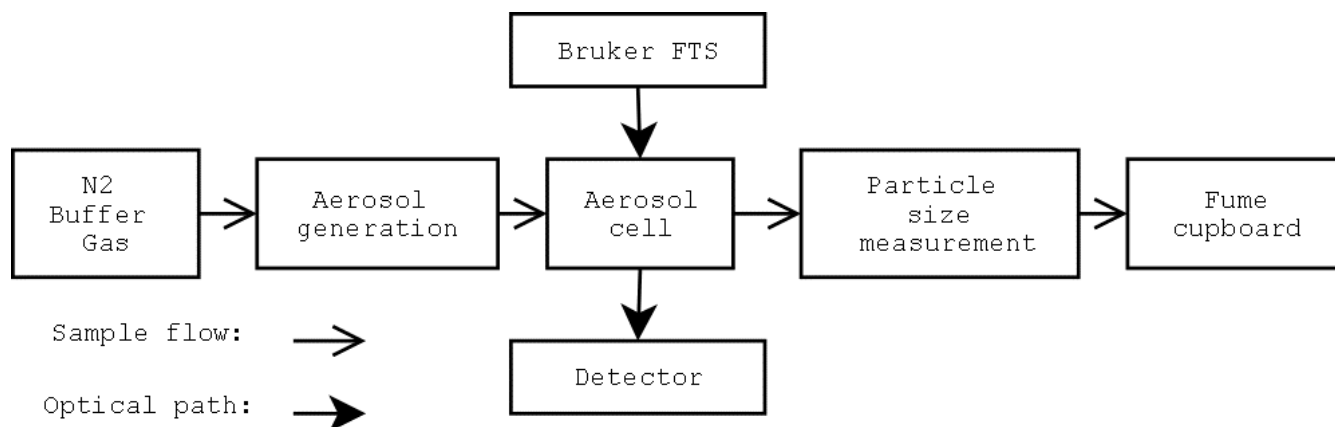 Bruker FTS
N2
Buffer
Gas
Aerosol
generation
Aerosol
cell
Particle
size
measurement
Fume
cupboard
Sample flow:
Detector
Optical path: